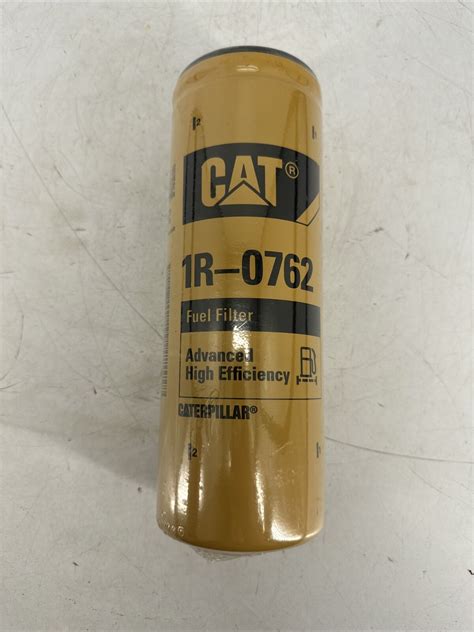 CAT®
1R-0762
Fuel Filter
Advanced
High Efficiency
CATERPILLAR®